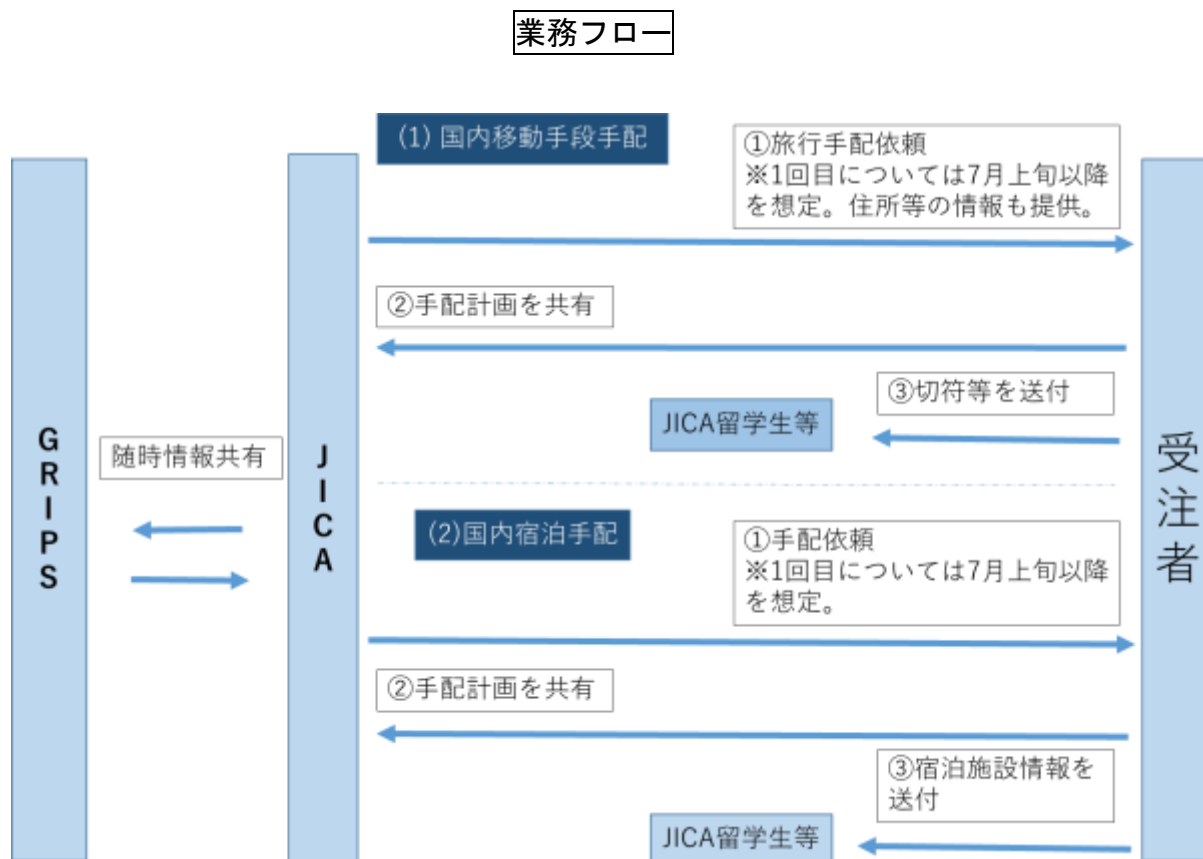 業務フロー
(1) 国内移動手段手配
①旅行手配依頼
※1回目については7月上旬以降
を想定。住所等の情報も提供。
②手配計画を共有
③切符等を送付
JICA留学生等
GRIPS
随時情報共有
JICA
受注者
(2)国内宿泊手配
①手配依頼
※1回目については7月上旬以降
を想定。
②手配計画を共有
③宿泊施設情報を
送付
JICA留学生等